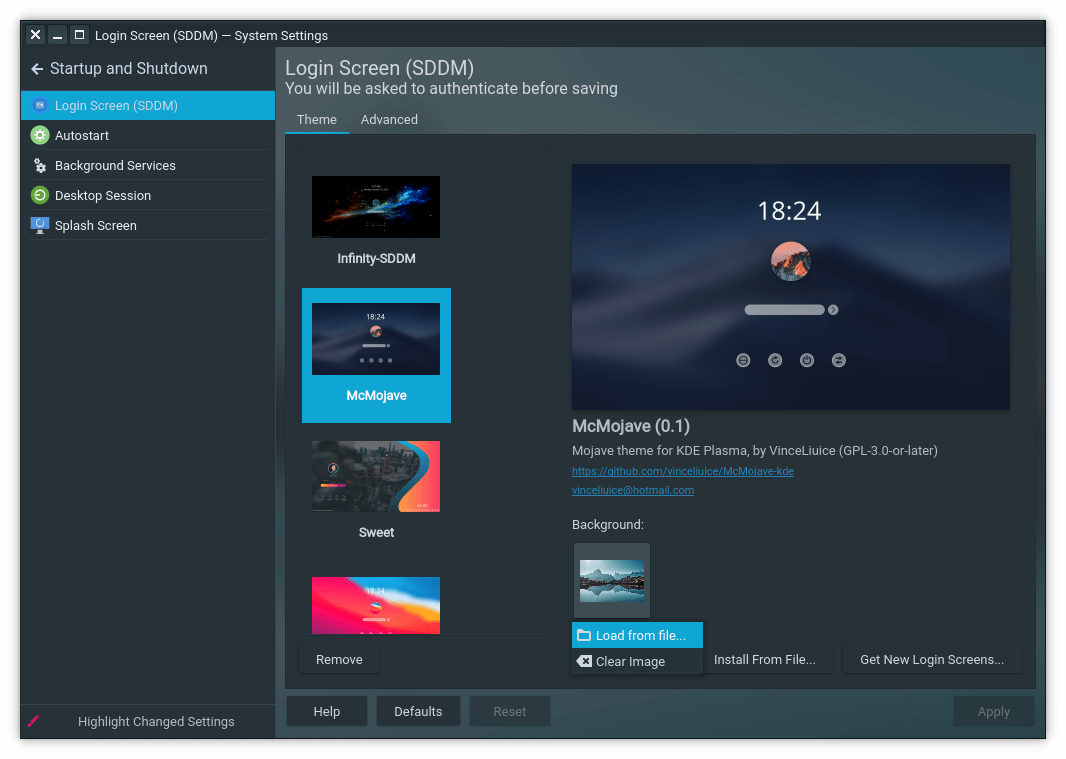 Login Screen (SDDM) — System Settings
Startup and Shutdown
Login Screen (SDDM)
Autostart
Background Services
Desktop Session
Splash Screen
Highlight Changed Settings
Login Screen (SDDM)
You will be asked to authenticate before saving
Theme Advanced
Infinity-SDDM
18:24
McMojave
Sweet
18:24
Remove
18:24
McMojave (0.1)
Mojave theme for KDE Plasma, by VinceLiuice (GPL-3.0-or-later)
https://github.com/vinceliuice/McMojave-kde
vinceliuice@hotmail.com
Background:
Load from file...
Clear Image
Install From File...
Get New Login Screens...
Help Defaults Reset Apply